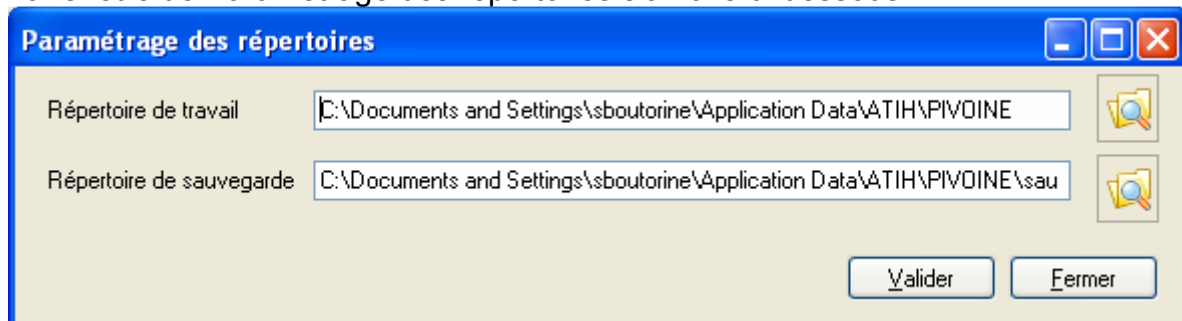 Paramétrage des répertoires
Répertoire de travail C:\Documents and Settings\sboutorine\Application Data\ATIH\PIVOINE
Répertoire de sauvegarde C:\Documents and Settings\sboutorine\Application Data\ATIH\PIVOINE\sau
Valider Fermer